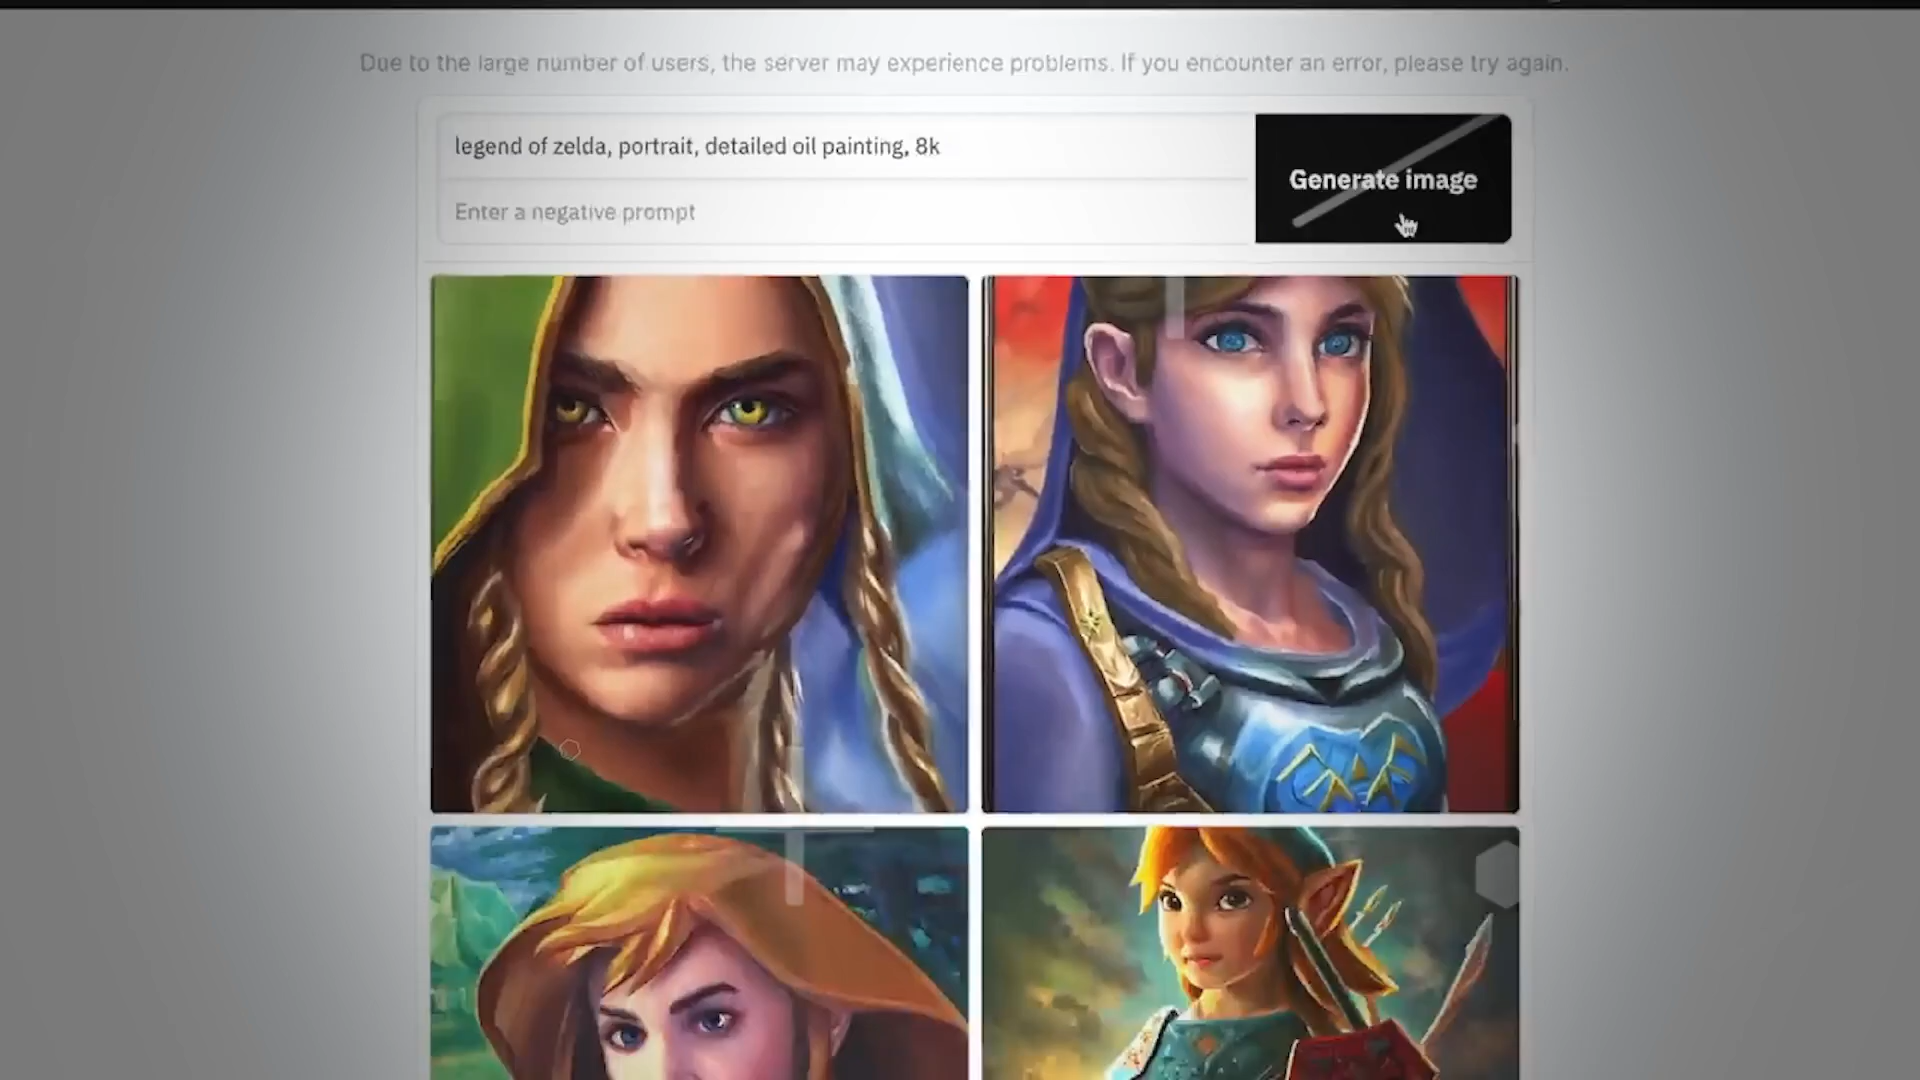 Due to the large number of users, the server may experience problems. If you encounter an error, please try again.
legend of zelda, portrait, detailed oil painting, 8k
Generate image
Enter a negative prompt